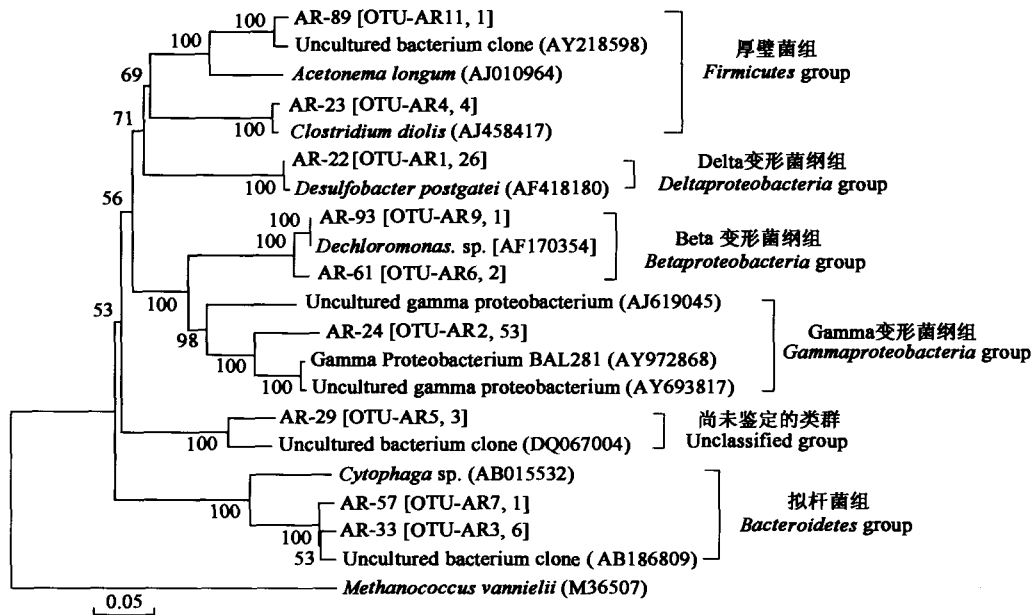 AR-89 [OTU-AR11, 1]
Uncultured bacterium clone (AY218598)
Acetonema longum (AJ010964)
AR-23 [OTU-AR4, 4]
Clostridium diolis (AJ458417)
厚壁菌组
Firmicutes group
AR-22 [OTU-AR1, 26]
Desulfobacter postgatei (AF418180)
Delta变形菌纲组
Deltaproteobacteria group
AR-93 [OTU-AR9, 1]
Dechloromonas. sp. [AF170354]
AR-61 [OTU-AR6, 2]
Beta 变形菌纲组
Betaproteobacteria group
Uncultured gamma proteobacterium (AJ619045)
AR-24 [OTU-AR2, 53]
Gamma Proteobacterium BAL281 (AY972868)
Uncultured gamma proteobacterium (AY693817)
Gamma变形菌纲组
Gammaproteobacteria group
AR-29 [OTU-AR5, 3]
Uncultured bacterium clone (DQ067004)
尚未鉴定的类群
Unclassified group
Cytophaga sp. (AB015532)
AR-57 [OTU-AR7, 1]
AR-33 [OTU-AR3, 6]
Uncultured bacterium clone ( AB186809)
拟杆菌组
Bacteroidetes group
Methanococcus vannielii (M36507)
100
100
69
100
71
100
56
100
100
53
100
98
100
100
100
100
100
53
0.05